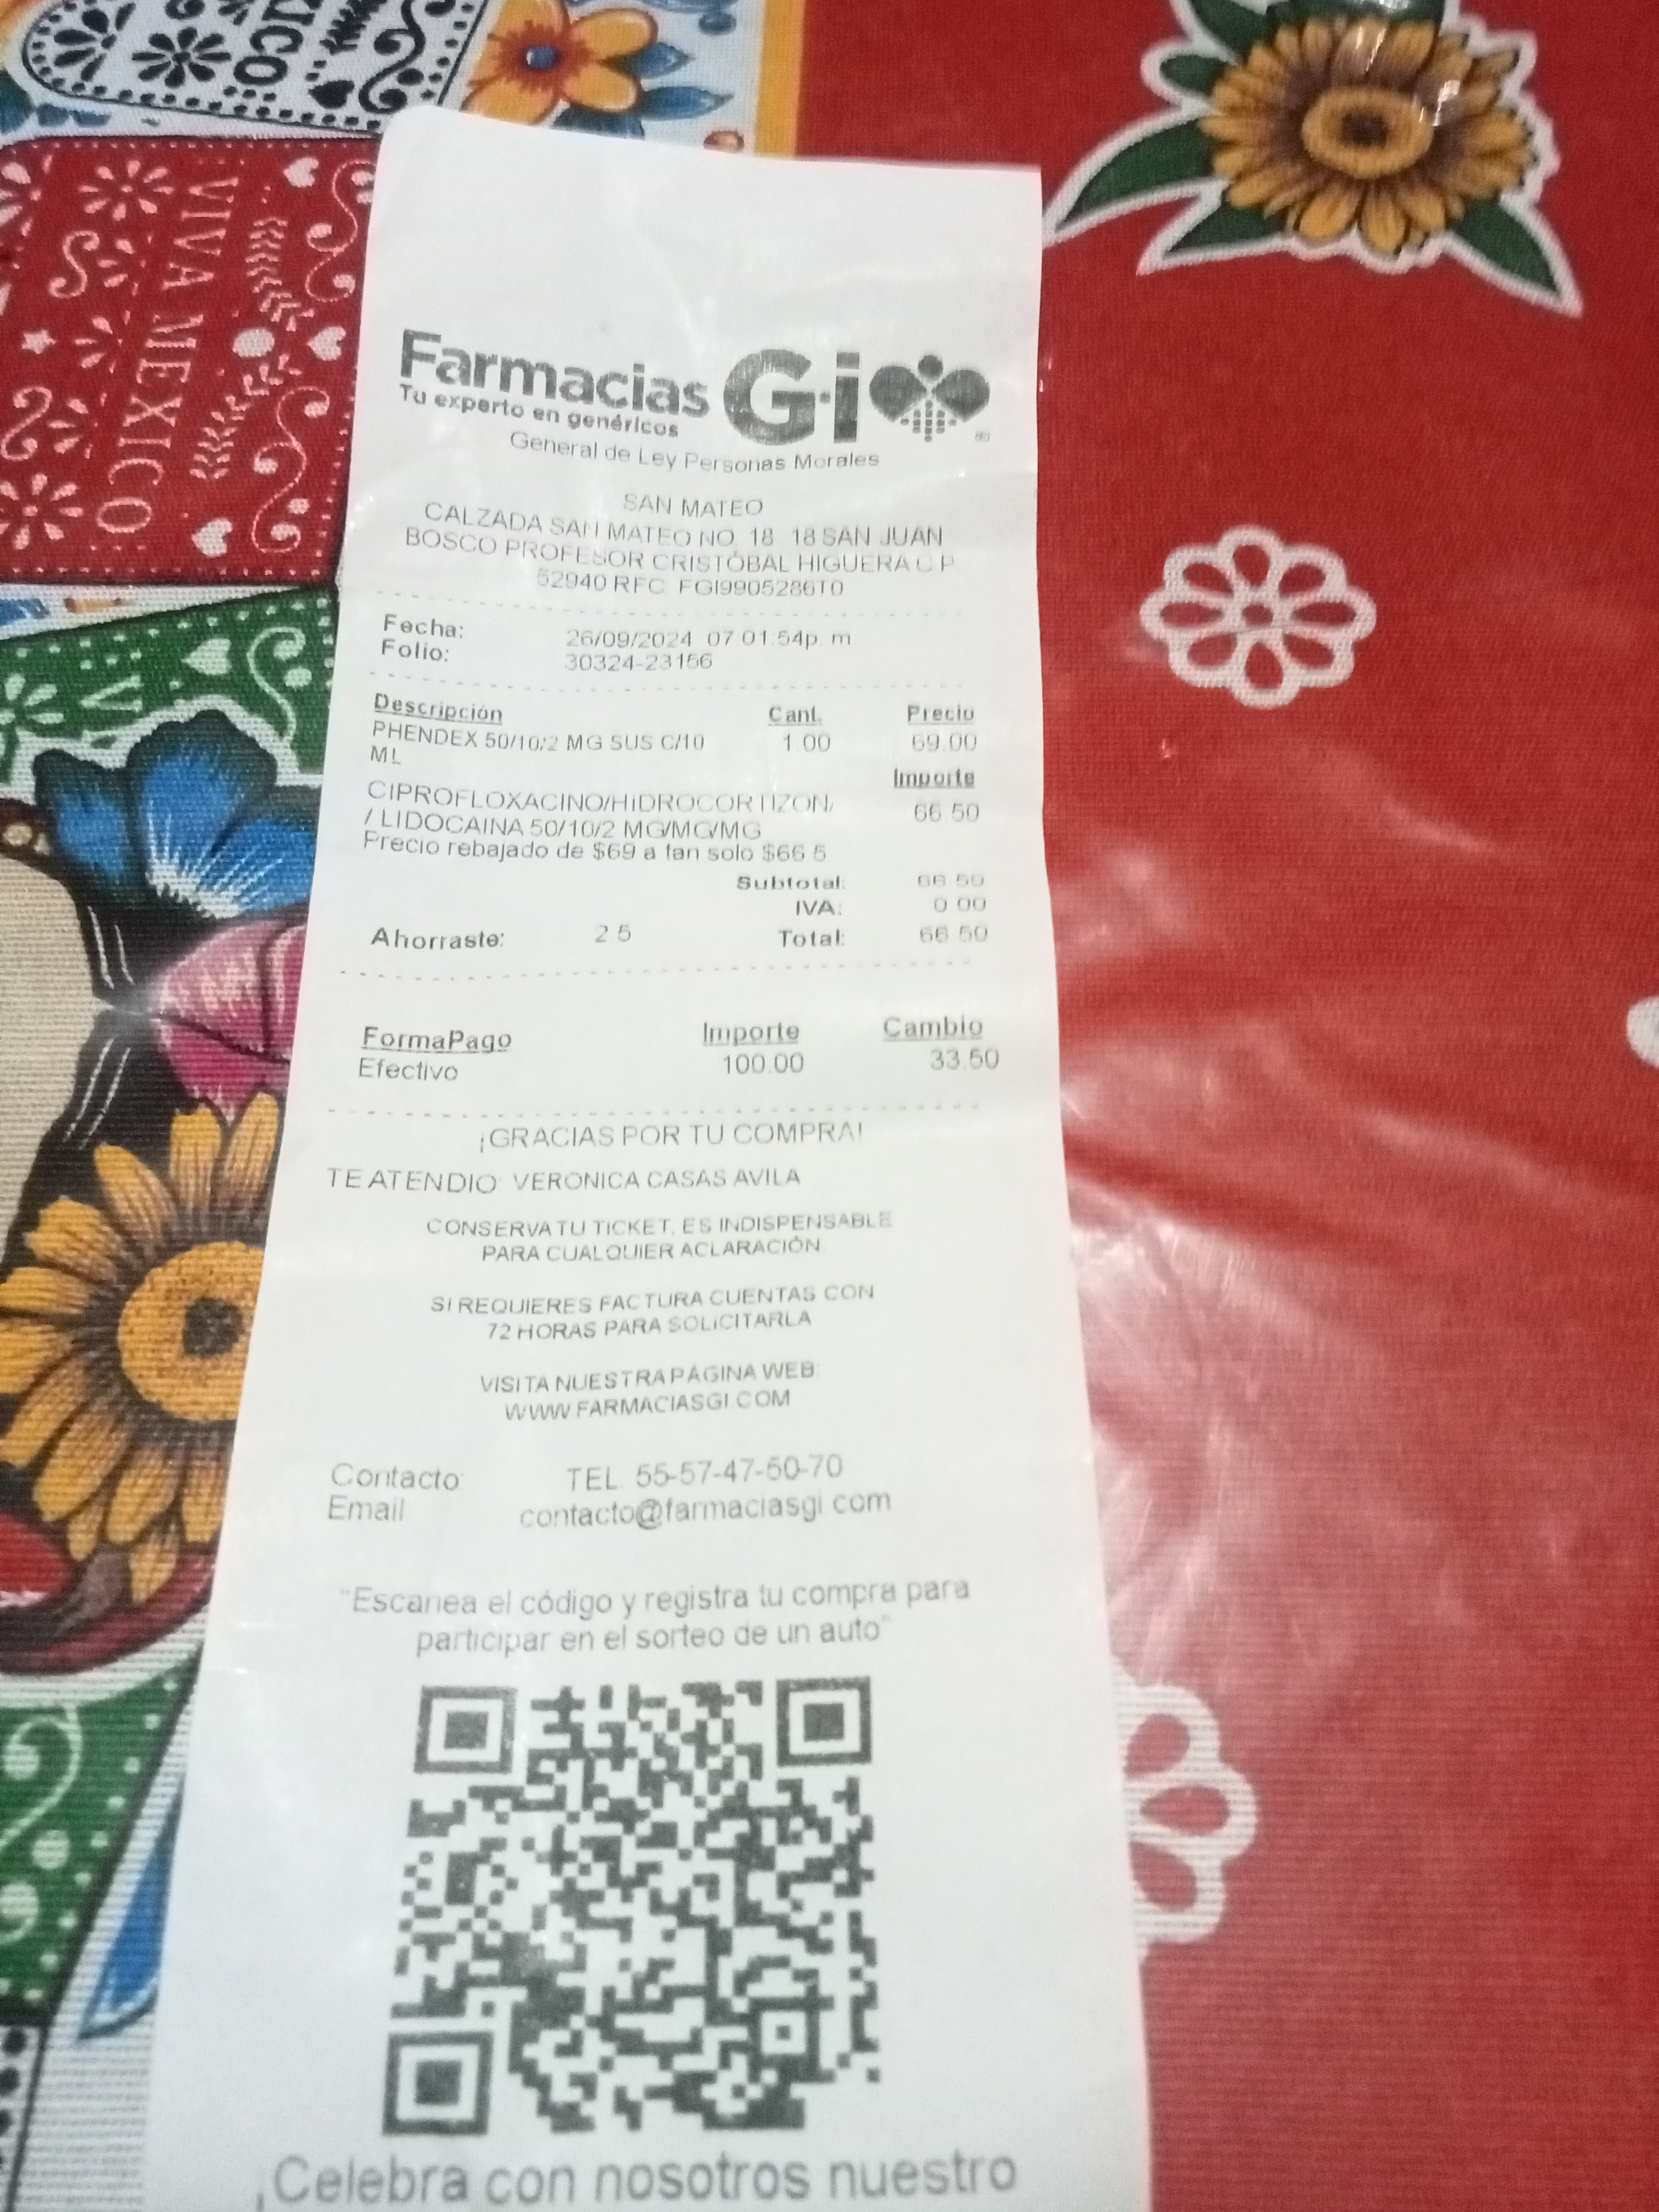 MEXICO
VIVA MEXICO
Farmacias Gi
Tu experto en genéricos
General de Ley Personas Morales
SAN MATEO
CALZADA SAN MATEO NO. 18 18 SAN JUAN
BOSCO PROFESOR CRISTÓBAL HIGUERA C P
52940 RFC FGI9905286T0
Fecha: 26/09/2024 07 01 54p. m
Folio: 30324-23156
Descripción Cant. Precio
PHENDEX 50/10/2 MG SUS C/10 1.00 69.00
ML
Importe
CIPROFLOXACINO/HIDROCORTIZON/ 66 50
/ LIDOCAINA 50/10/2 MG/MG/MG
Precio rebajado de $69 a tan solo $66 5
Subtotal: 66 50
IVA: 0 00
Ahorraste: 2 5 Total: 66 50
FormaPago Importe Cambio
Efectivo 100.00 33.50
¡GRACIAS POR TU COMPRA!
TE ATENDIO: VERONICA CASAS AVILA
CONSERVA TU TICKET, ES INDISPENSABLE
PARA CUALQUIER ACLARACIÓN.
SI REQUIERES FACTURA CUENTAS CON
72 HORAS PARA SOLICITARLA
VISITA NUESTRA PÁGINA WEB:
WWW.FARMACIASGI.COM
Contacto TEL. 55-57-47-50-70
Email contacto@farmaciasgi.com
"Escanea el código y registra tu compra para
participar en el sorteo de un auto"
¡Celebra con nosotros nuestro